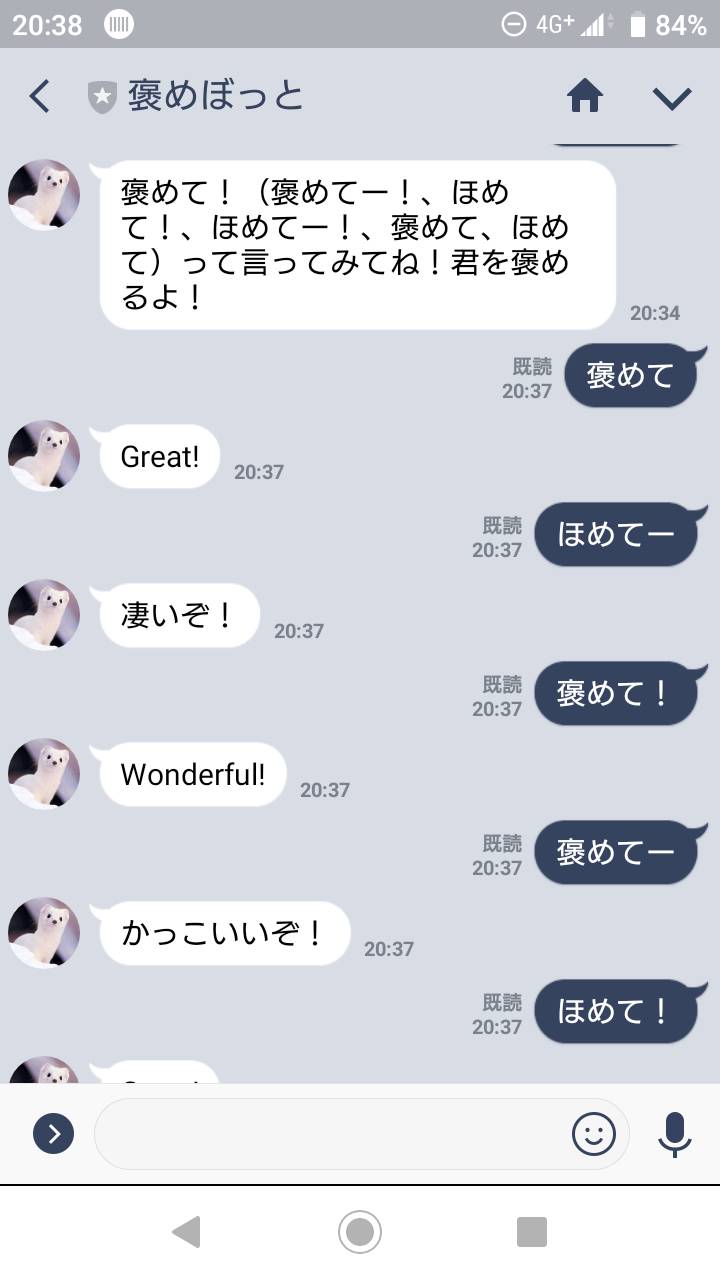 20:38
4G+
84%
褒めぼっと
褒めて！（褒めてー！、ほめ
て！、ほめてー！、褒めて、ほめ
て）って言ってみてね！君を褒め
るよ！
20:34
既読
20:37
褒めて
Great!
20:37
既読
20:37
ほめてー
凄いぞ！
20:37
既読
20:37
褒めて！
Wonderful!
20:37
既読
20:37
褒めてー
かっこいいぞ！
20:37
既読
20:37
ほめて！